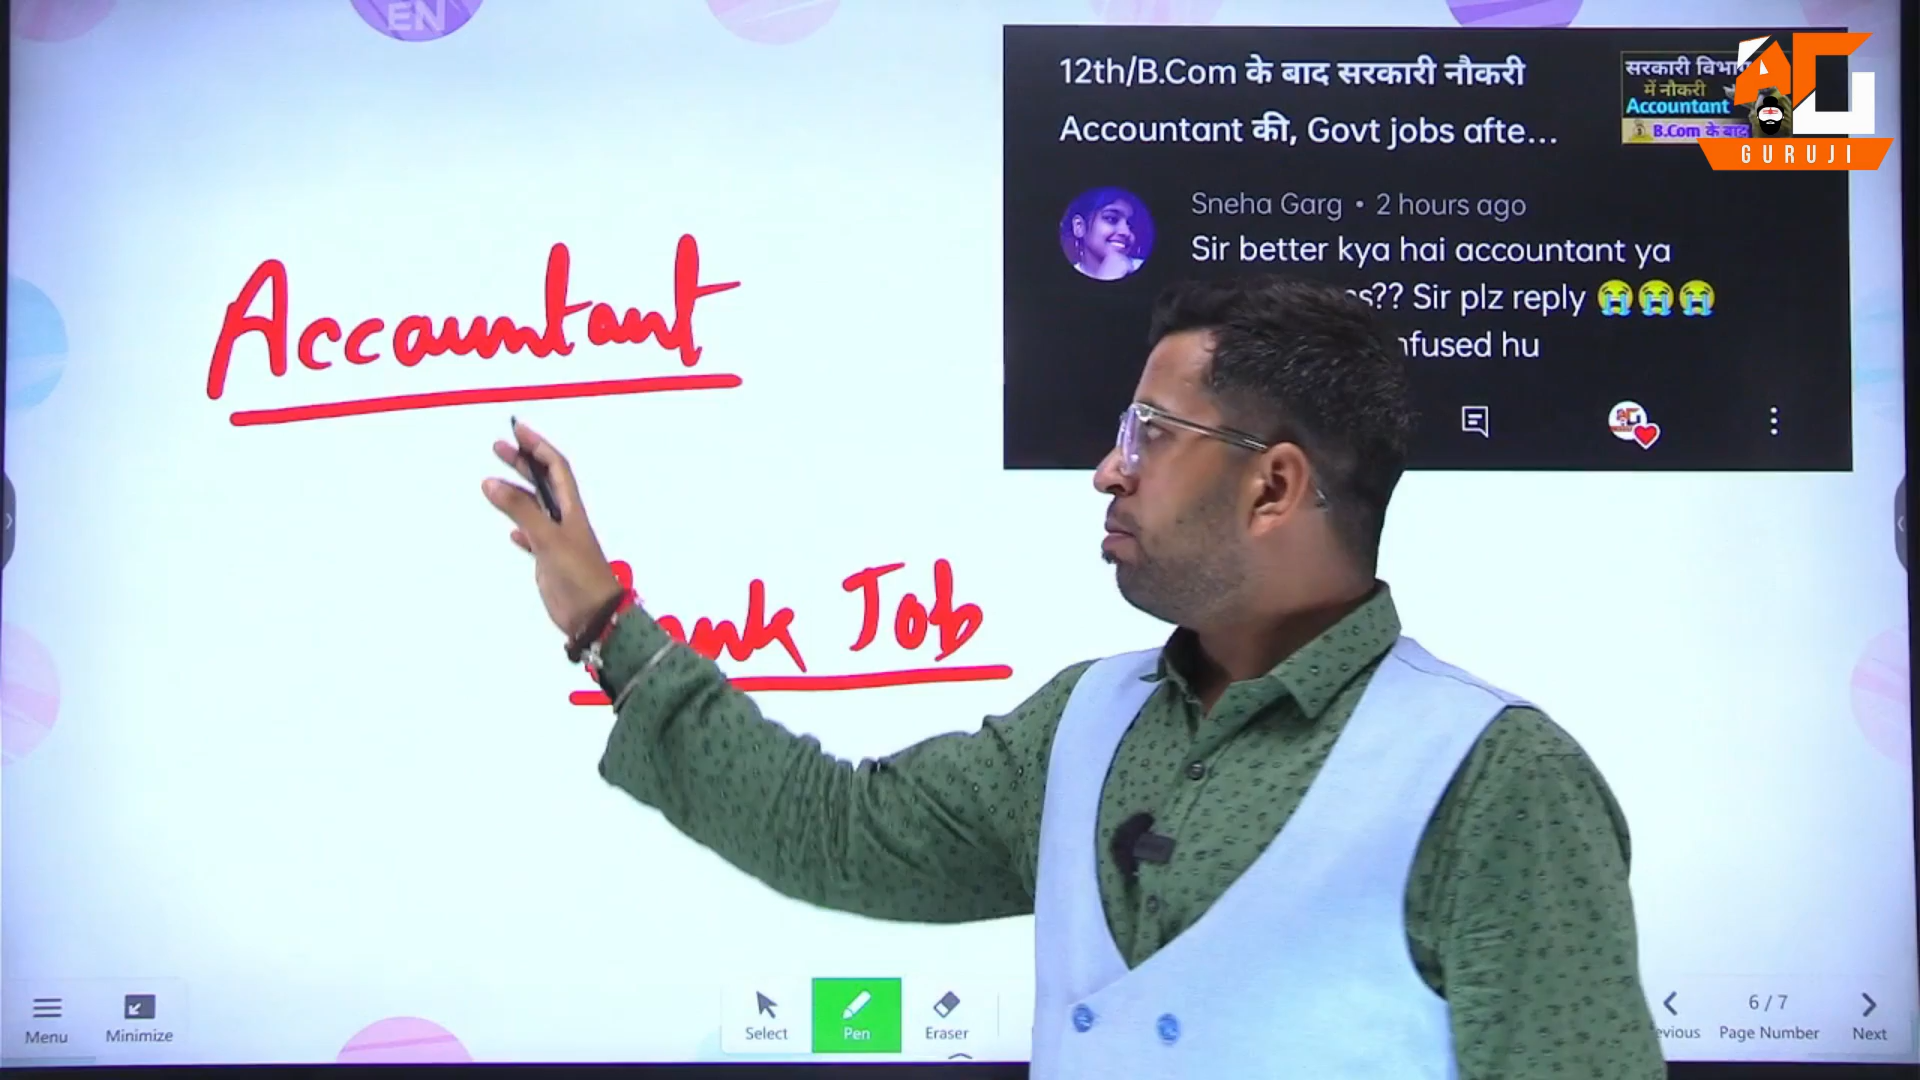 EN
12th/B.Com के बाद सरकारी नौकरी
Accountant की, Govt jobs afte...
सरकारी विभाग
में नौकरी
Accountant
B.Com के बाद
AG
GURUJI
Sneha Garg • 2 hours ago
Sir better kya hai accountant ya
?? Sir plz reply 😭😭😭
hu
Accountant
Job
Menu
Minimize
Select
Pen
Eraser
6 / 7
Page Number
Next